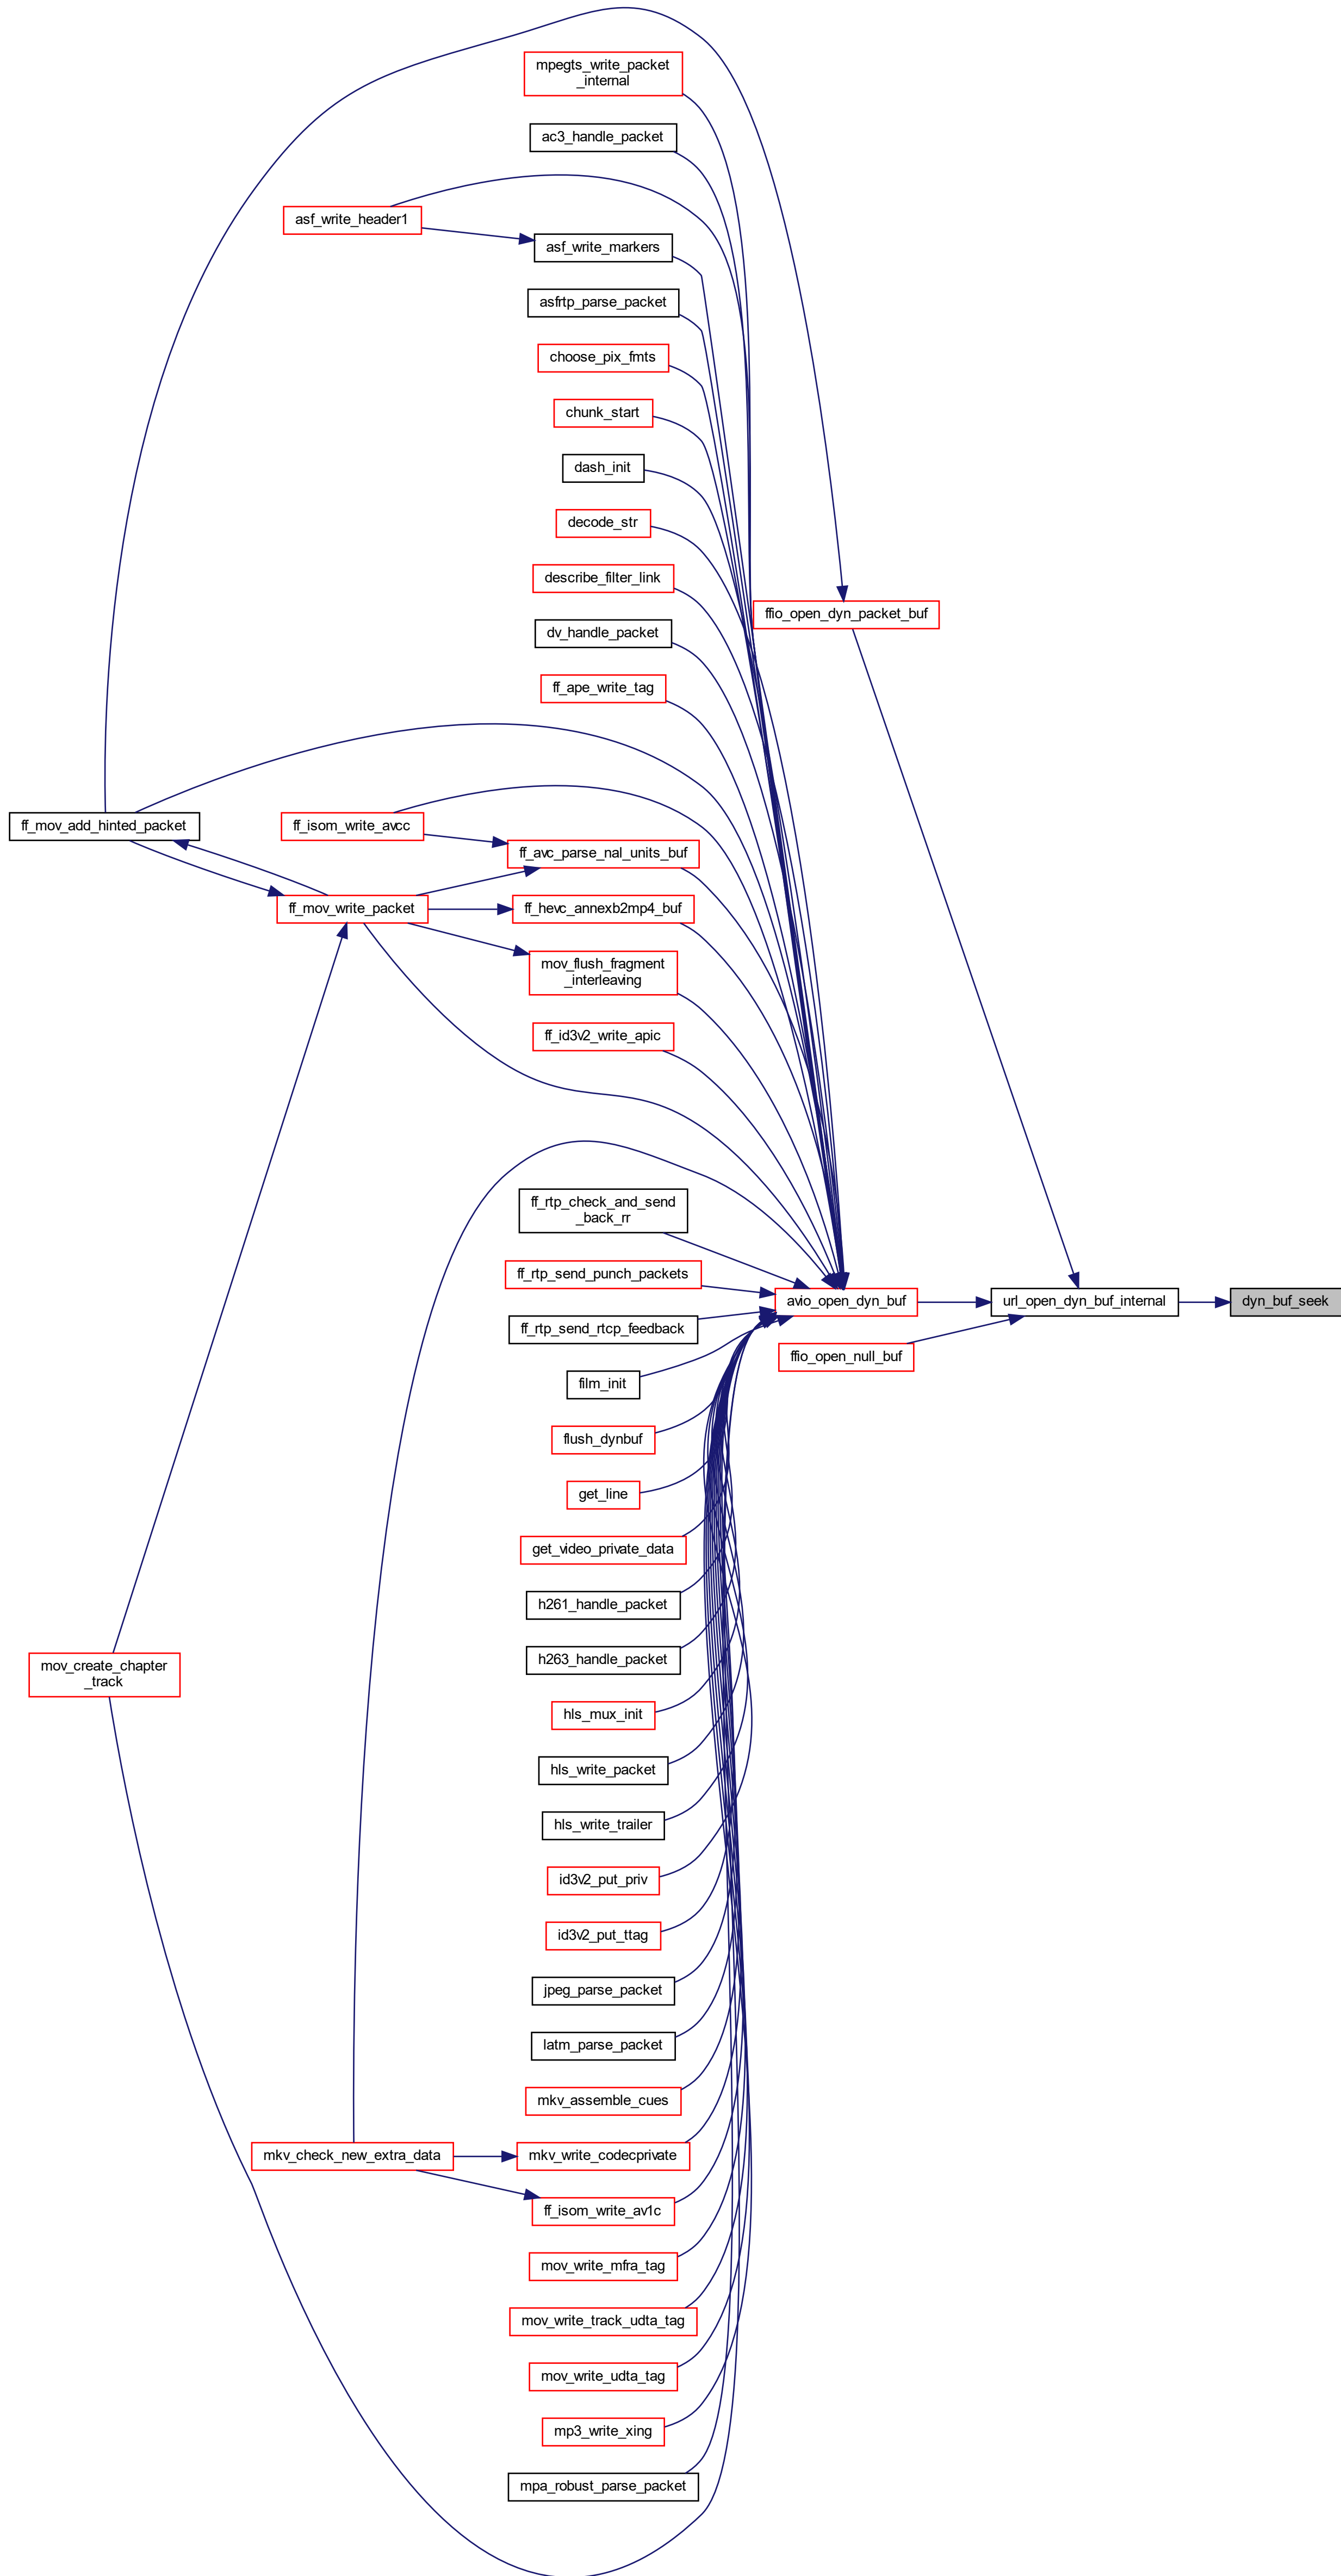 mpegts_write_packet
_internal
ac3_handle_packet
asf_write_header1
asf_write_markers
asfrtp_parse_packet
choose_pix_fmts
chunk_start
dash_init
decode_str
describe_filter_link
ffio_open_dyn_packet_buf
dv_handle_packet
ff_ape_write_tag
ff_mov_add_hinted_packet
ff_isom_write_avcc
ff_avc_parse_nal_units_buf
ff_mov_write_packet
ff_hevc_annexb2mp4_buf
mov_flush_fragment
_interleaving
ff_id3v2_write_apic
ff_rtp_check_and_send
_back_rr
ff_rtp_send_punch_packets
avio_open_dyn_buf
url_open_dyn_buf_internal
dyn_buf_seek
ff_rtp_send_rtcp_feedback
ffio_open_null_buf
film_init
flush_dynbuf
get_line
get_video_private_data
h261_handle_packet
h263_handle_packet
mov_create_chapter
_track
hls_mux_init
hls_write_packet
hls_write_trailer
id3v2_put_priv
id3v2_put_ttag
jpeg_parse_packet
latm_parse_packet
mkv_assemble_cues
mkv_check_new_extra_data
mkv_write_codecprivate
ff_isom_write_av1c
mov_write_mfra_tag
mov_write_track_udta_tag
mov_write_udta_tag
mp3_write_xing
mpa_robust_parse_packet